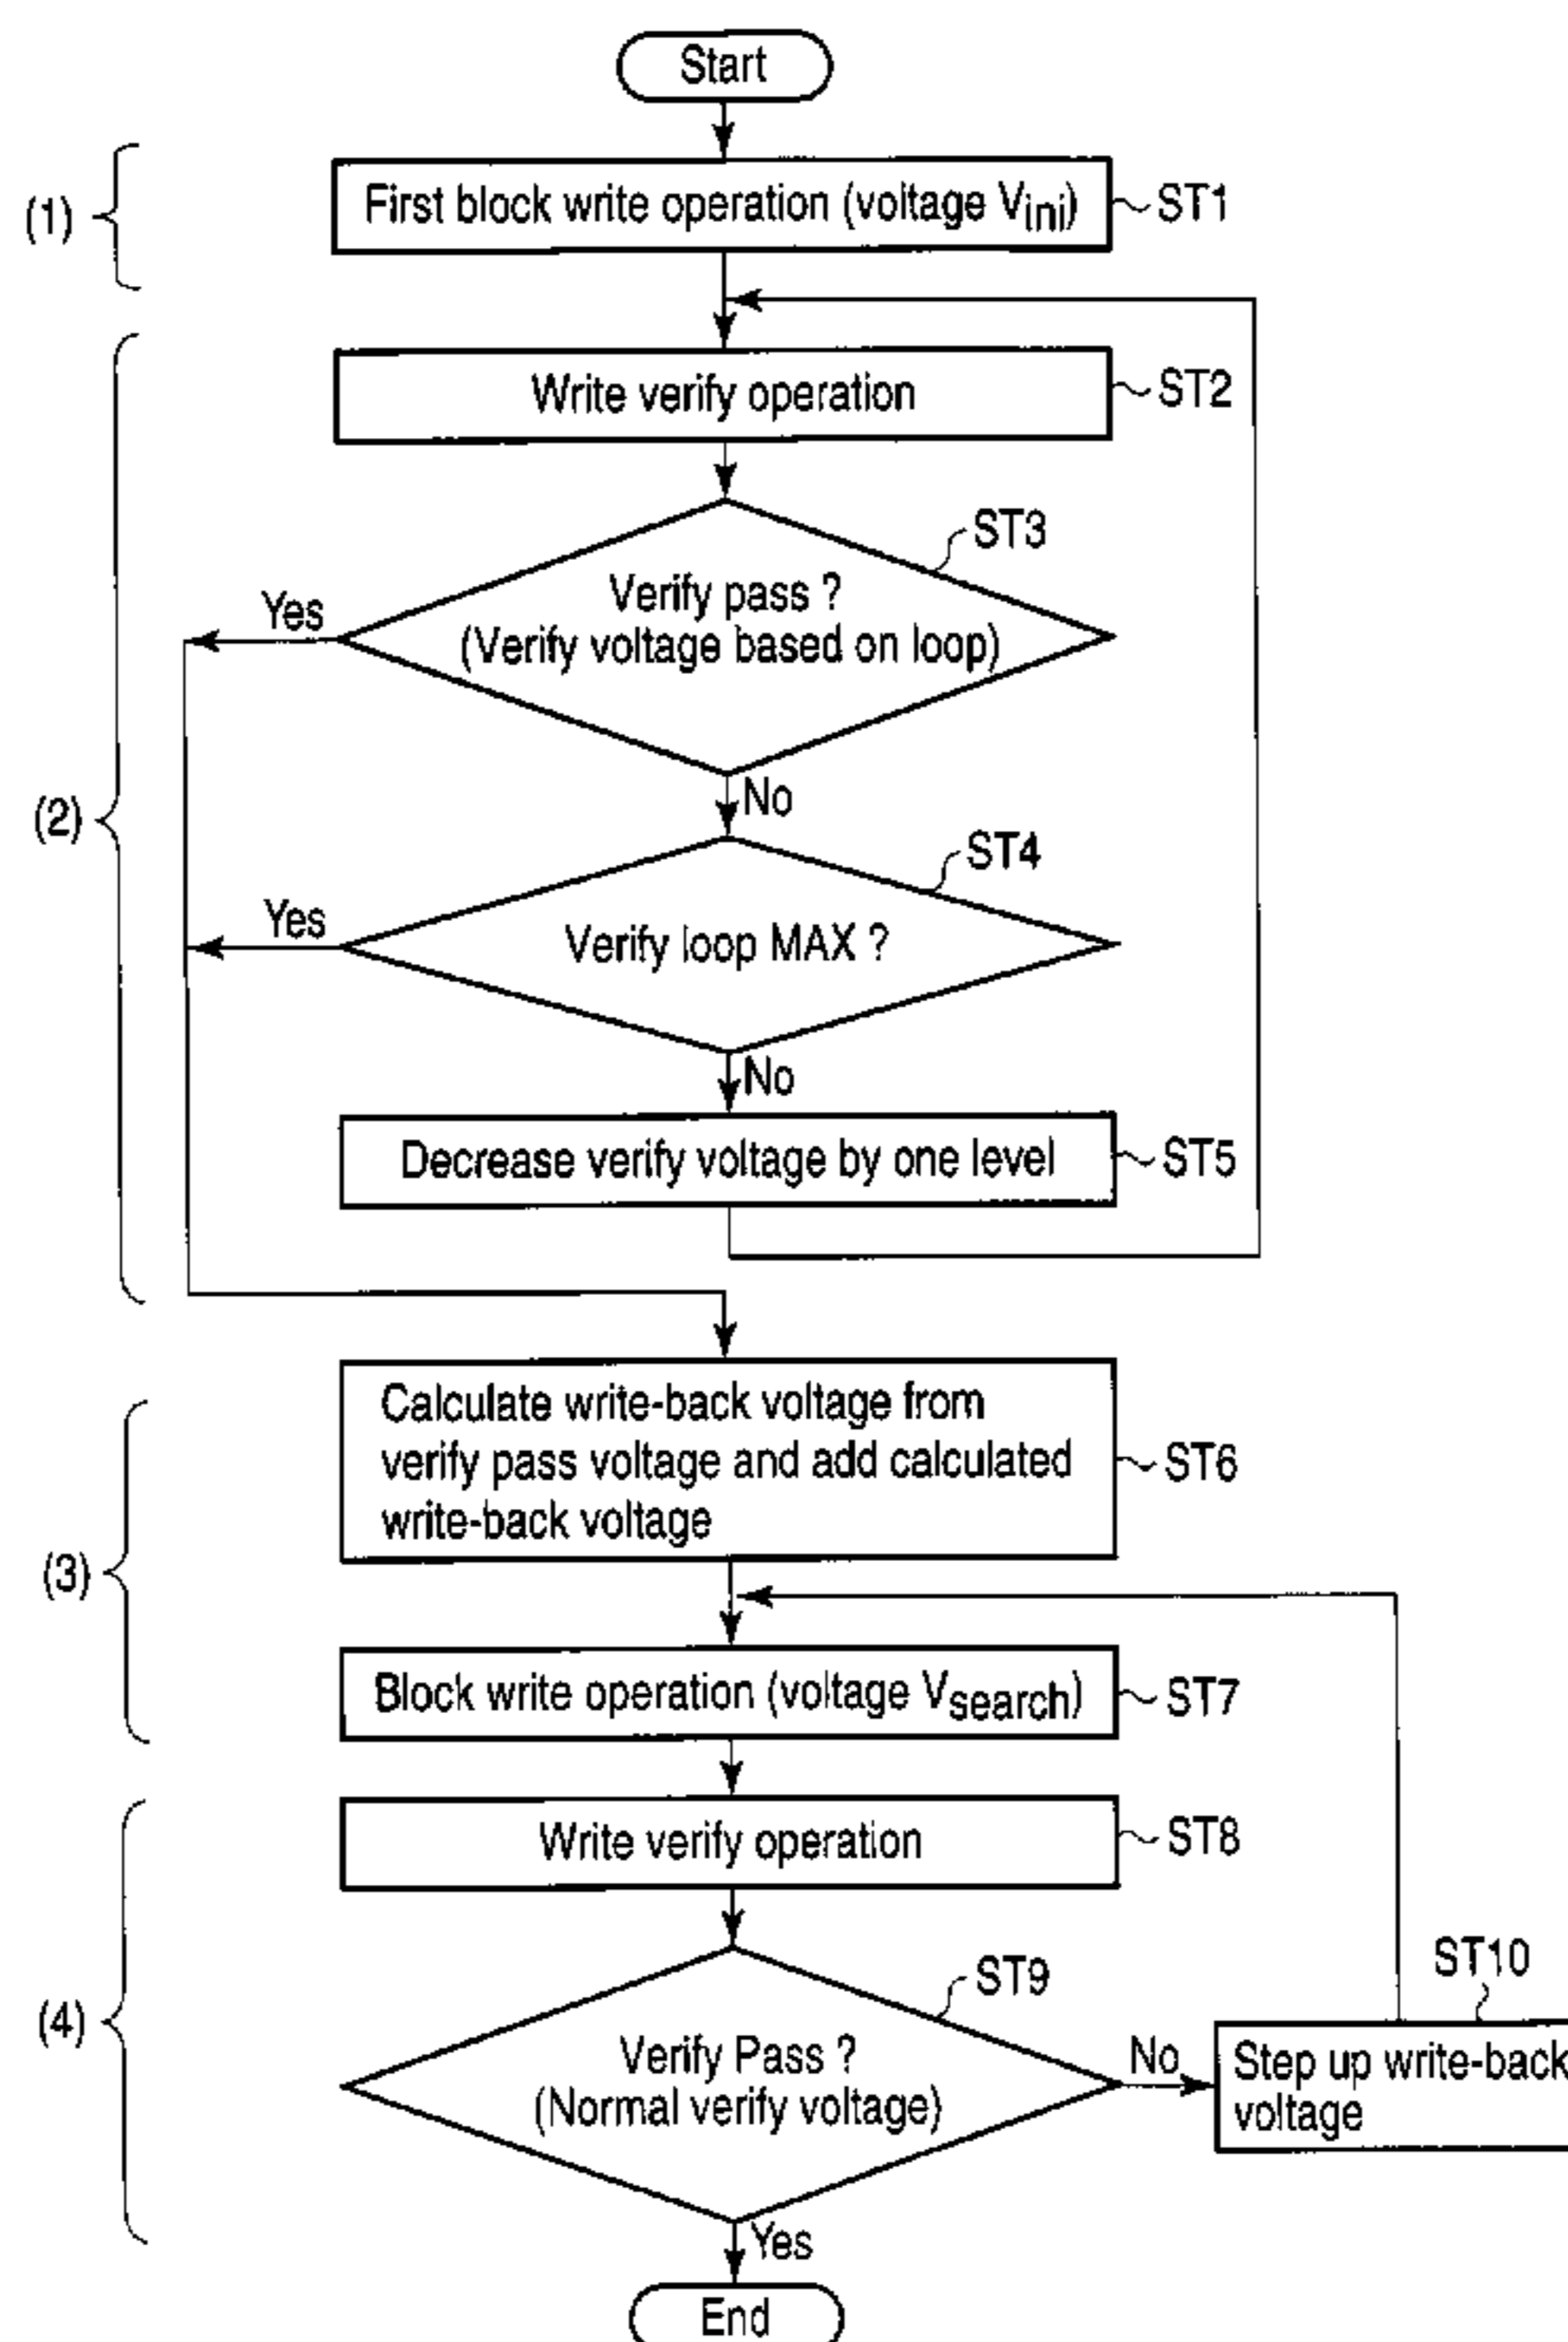 Start
(1)
First block write operation (voltage Vini)
ST1
Write verify operation
ST2
ST3
Verify pass ?
(Verify voltage based on loop)
Yes
No
(2)
ST4
Verify loop MAX ?
Yes
No
Decrease verify voltage by one level
ST5
Calculate write-back voltage from
verify pass voltage and add calculated
write-back voltage
ST6
(3)
Block write operation (voltage Vsearch)
ST7
Write verify operation
ST8
ST9
(4)
Verify Pass ?
(Normal verify voltage)
No
ST10
Step up write-back
voltage
Yes
End